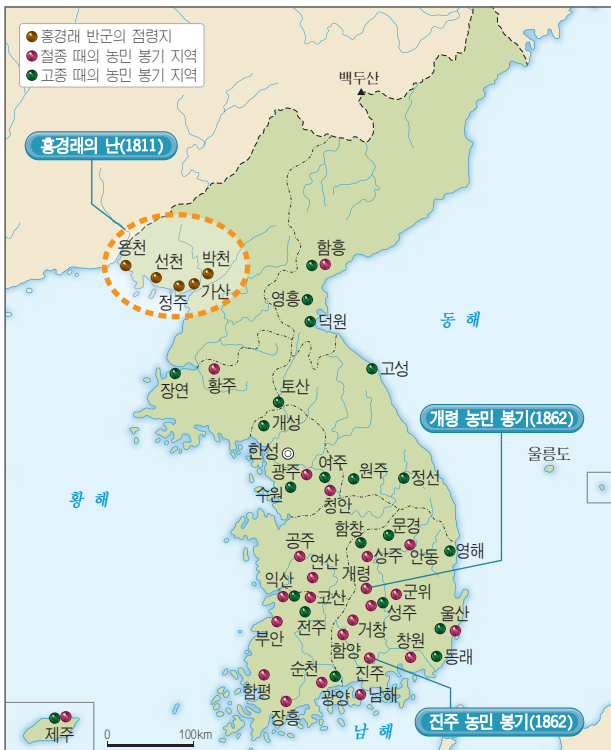 홍경래 반군의 점령지
철종 때의 농민 봉기 지역
고종 때의 농민 봉기 지역
백두산
홍경래의 난(1811)
용천
선천
박천
정주
가산
함흥
영흥
덕원
동해
고성
장연
황주
토산
개성
개령 농민 봉기(1862)
한성
울릉도
광주
여주
원주
정선
수원
청안
황해
함창
문경
공주
상주
안동
영해
연산
개령
익산
고산
군위
성주
울산
전주
부안
거창
함양
창원
동래
순천
진주
함평
광양
남해
장흥
제주
남해
진주 농민 봉기(1862)
0
100km